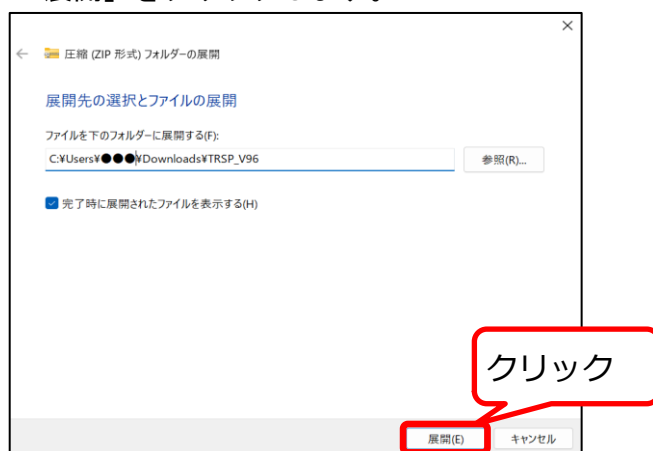 展開」をクリックします。
×
← 圧縮 (ZIP 形式) フォルダーの展開
展開先の選択とファイルの展開
ファイルを下のフォルダーに展開する(F):
C:¥Users¥●●●¥Downloads¥TRSP_V96
参照(R)...
完了時に展開されたファイルを表示する(H)
クリック
展開(E)
キャンセル